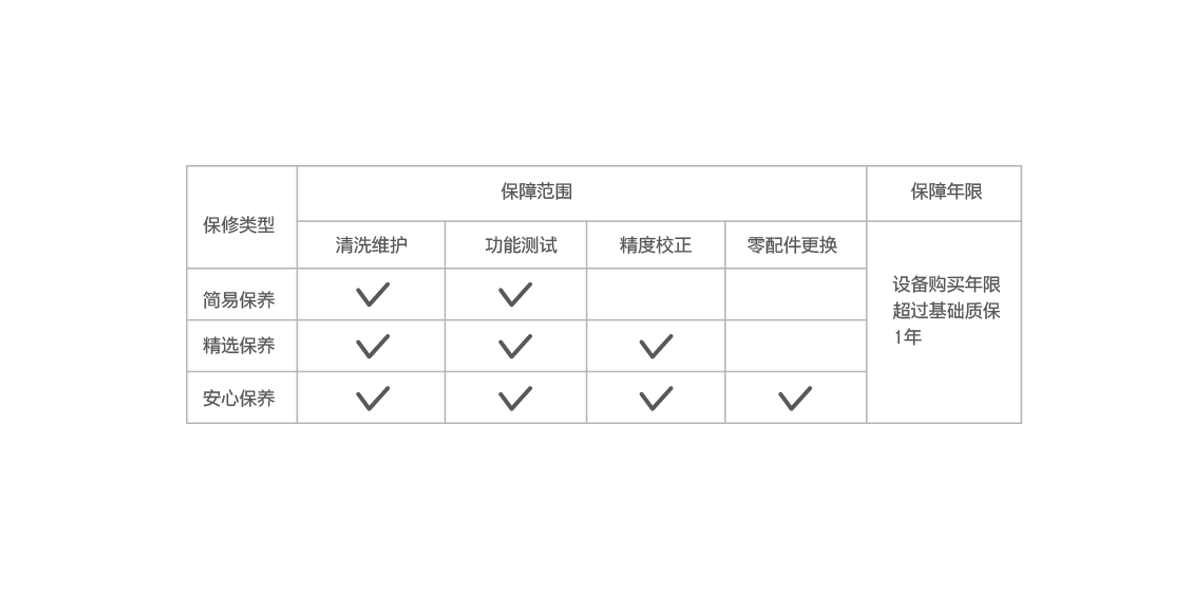 保修类型
保障范围
保障年限
清洗维护
功能测试
精度校正
零配件更换
简易保养
精选保养
安心保养
设备购买年限
超过基础质保
1年